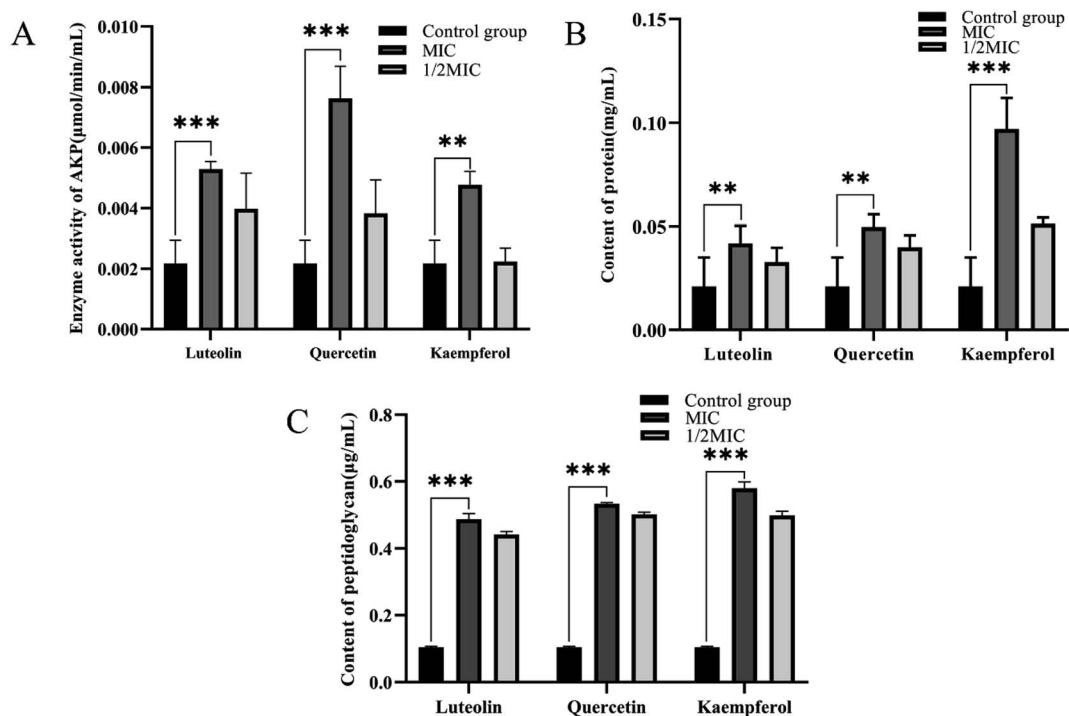 A
Enzyme activity of AKP(μmol/min/mL)
0.010
0.008
0.006
0.004
0.002
0.000
***
***
**
Control group
MIC
1/2MIC
Luteolin
Quercetin
Kaempferol
B
Content of protein(mg/mL)
0.15
0.10
0.05
0.00
**
**
***
Control group
MIC
1/2MIC
Luteolin
Quercetin
Kaempferol
C
Content of peptidoglycan(μg/mL)
0.8
0.6
0.4
0.2
0.0
***
***
***
Control group
MIC
1/2MIC
Luteolin
Quercetin
Kaempferol